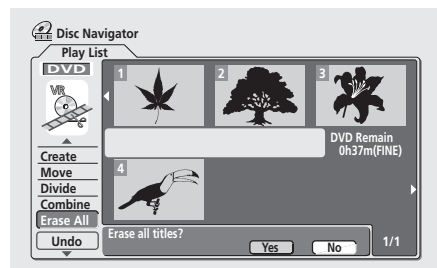 Disc Navigator
Play List
DVD
VR
1
2
3
DVD Remain
0h37m(FINE)
4
Create
Move
Divide
Combine
Erase All
Undo
Erase all titles?
Yes
No
1/1